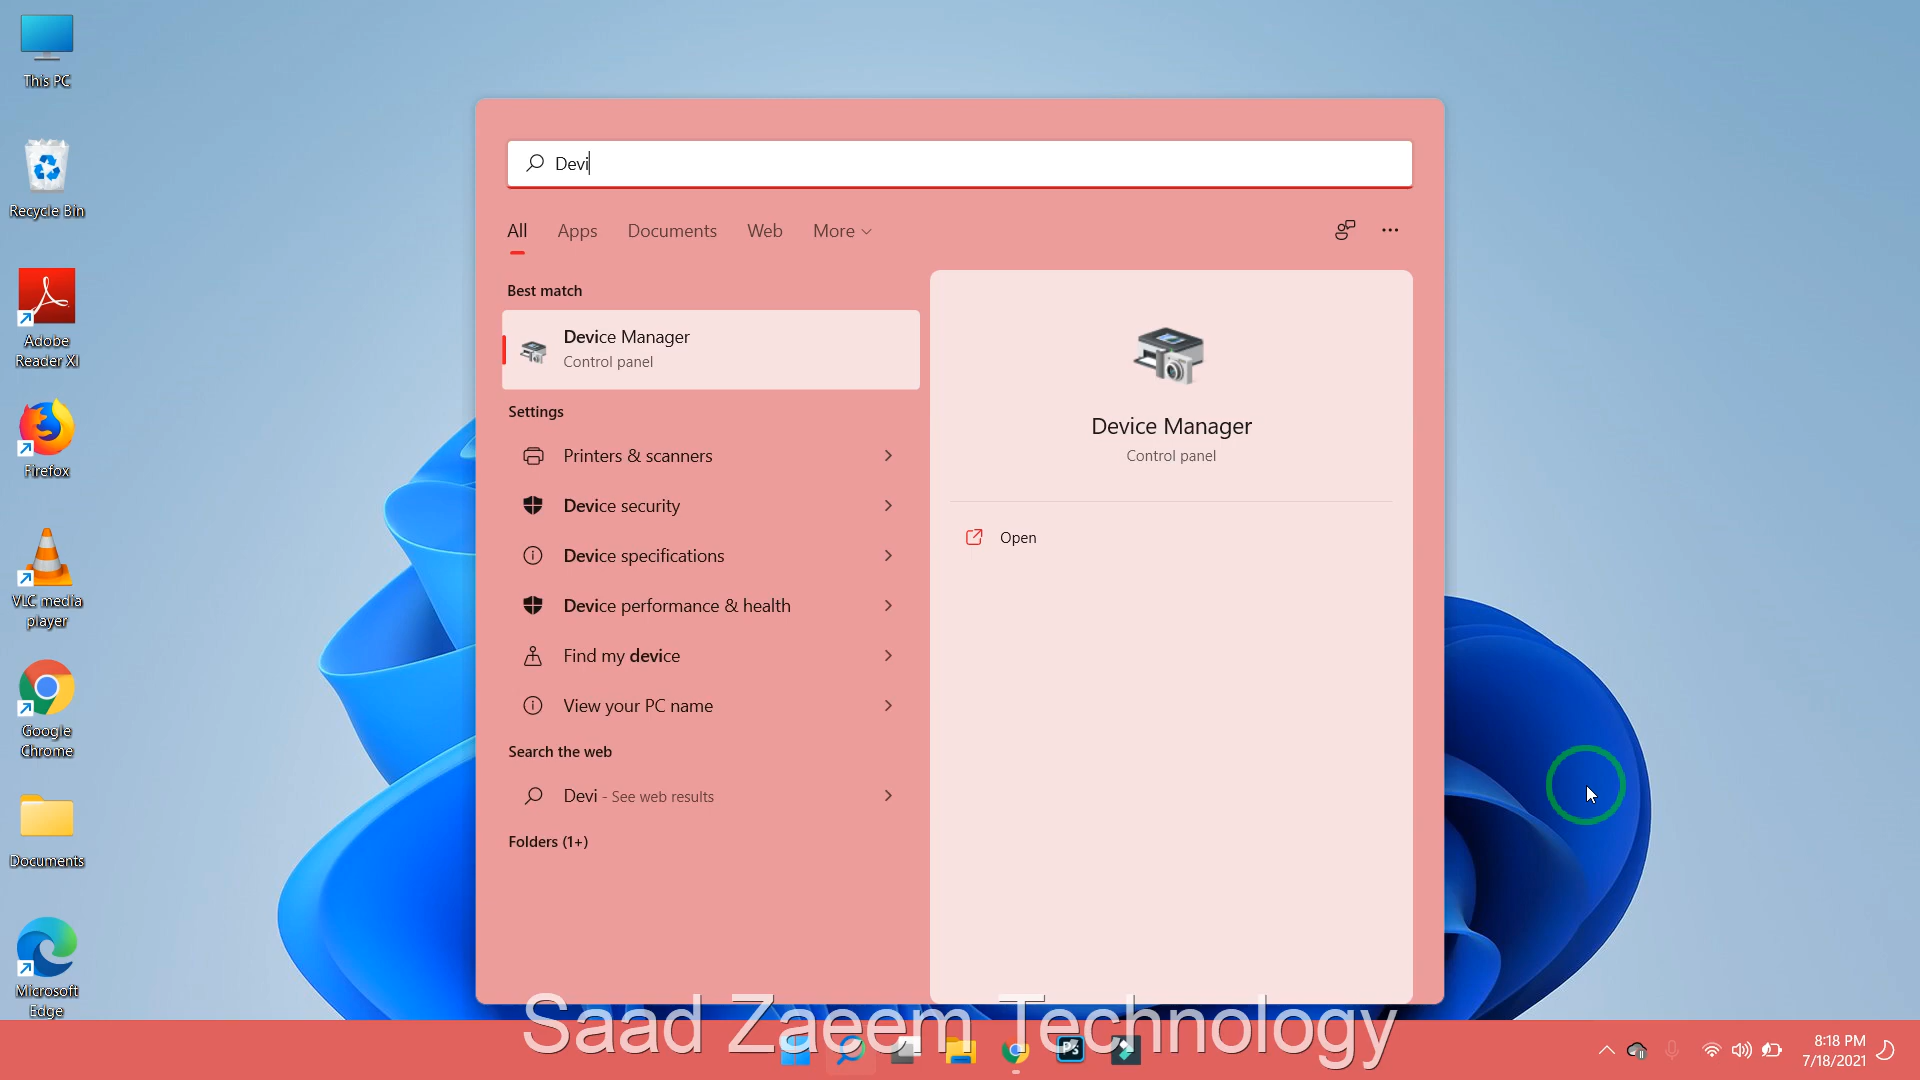 This PC
Recycle Bin
Adobe
Reader XI
Firefox
VLC media
player
Google
Chrome
Documents
Microsoft
Edge
Devi
All Apps Documents Web More
Best match
Device Manager
Control panel
Settings
Printers & scanners
Device security
Device specifications
Device performance & health
Find my device
View your PC name
Search the web
Devi - See web results
Folders (1+)
Device Manager
Control panel
Open
Saad Zaeem Technology
Ps
8:18 PM
7/18/2021